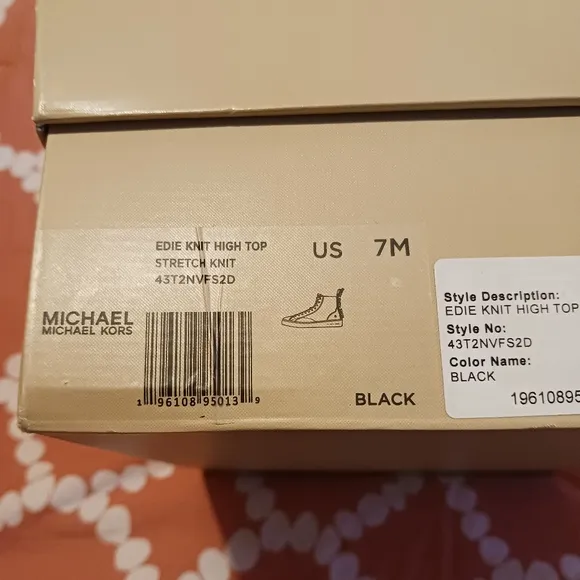 EDIE KNIT HIGH TOP
STRETCH KNIT
43T2NVFS2D
US 7M
MICHAEL
MICHAEL KORS
1 96108 95013 9
BLACK
Style Description:
EDIE KNIT HIGH TOP
Style No:
43T2NVFS2D
Color Name:
BLACK
19610895